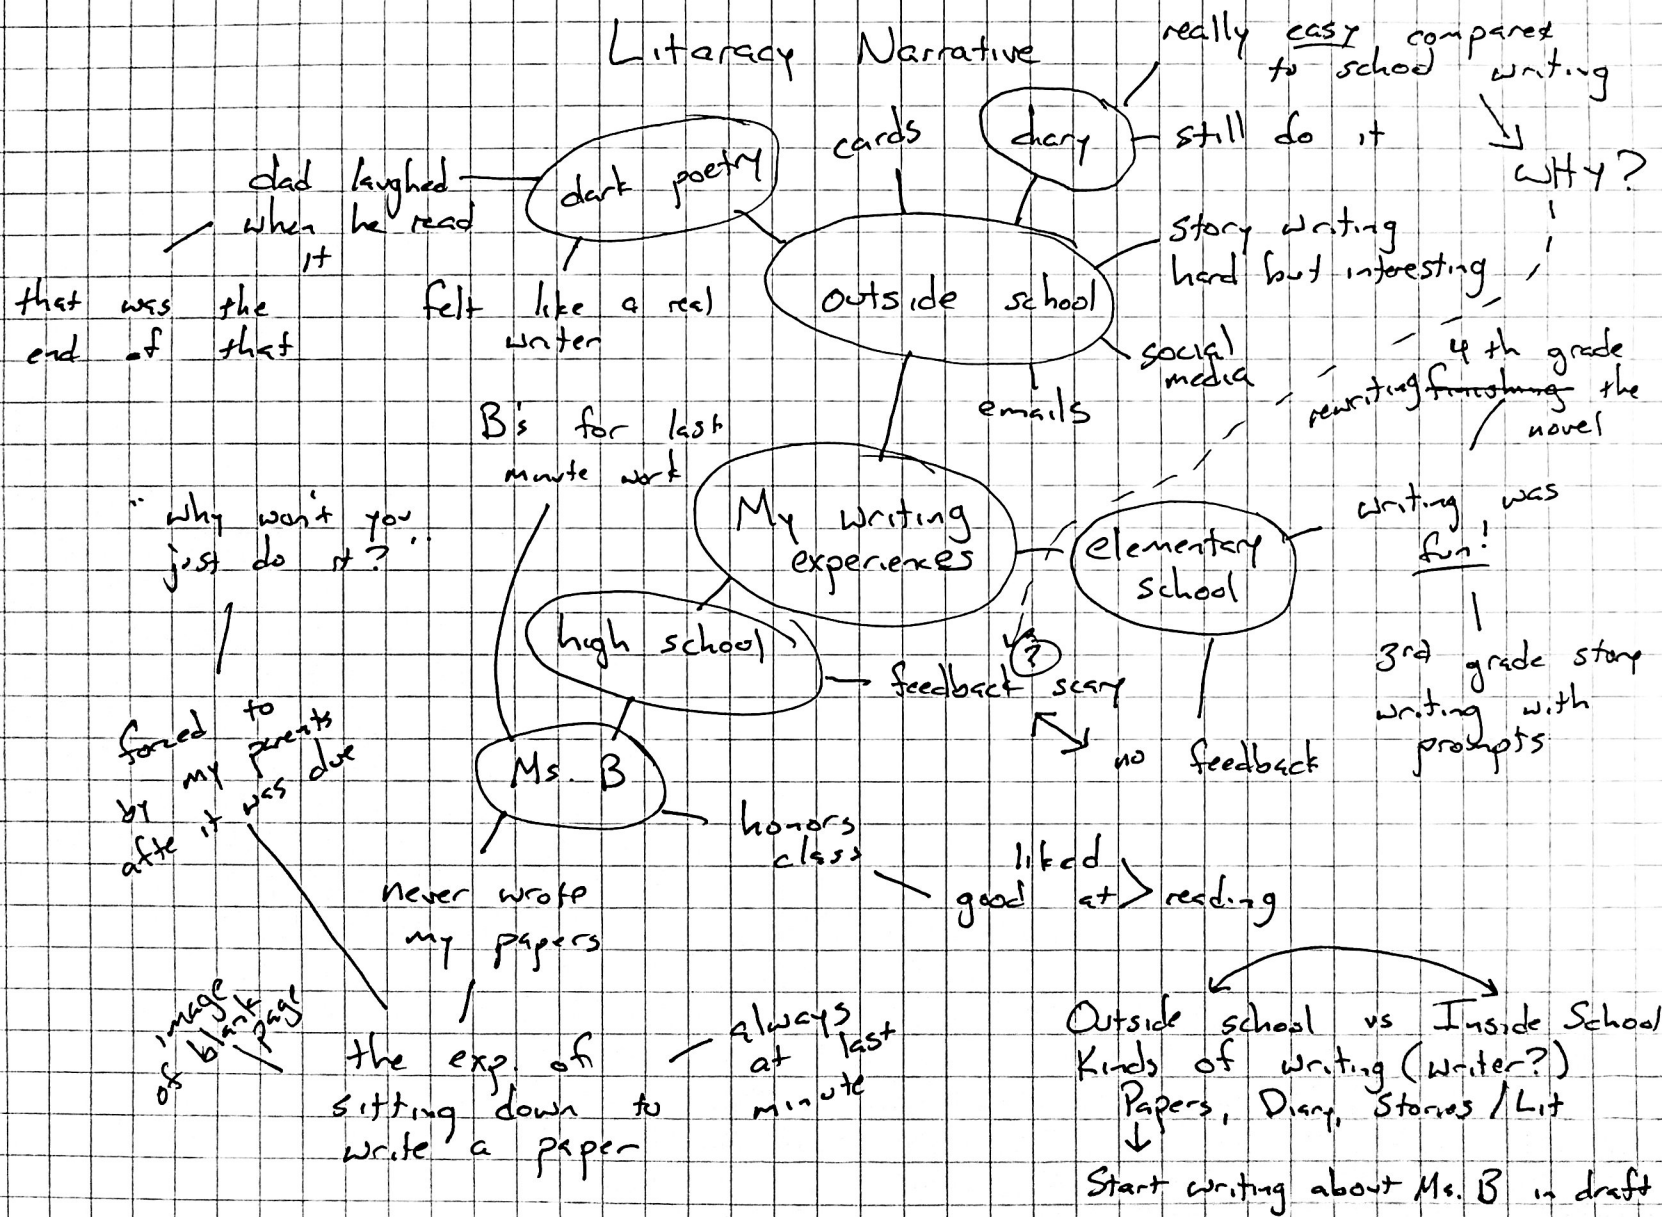 Litaracy Narrative
really easy compared
to school writing
WHY?
cards
diary
still do it
dark poetry
dad laughed
when he read
it
that was the
end of that
felt like a real
writer
outside school
story writing
hard but interesting
social
media
emails
4th grade
rewriting finishing the
novel
B's for last
minute work
My writing
experiences
elementary
school
writing was
fun!
3rd grade story
writing with
prompts
"why won't you
just do it?"
high school
?
feedback scary
no feedback
forced to
by my parents
after it was due
Ms. B
honors
class
liked
good at
reading
never wrote
my papers
image
of blank
page
the exp. of
sitting down to
write a paper
always
at last
minute
Outside school vs Inside School
Kinds of writing (writer?)
Papers, Diary, Stories / Lit
Start writing about Ms. B in draft